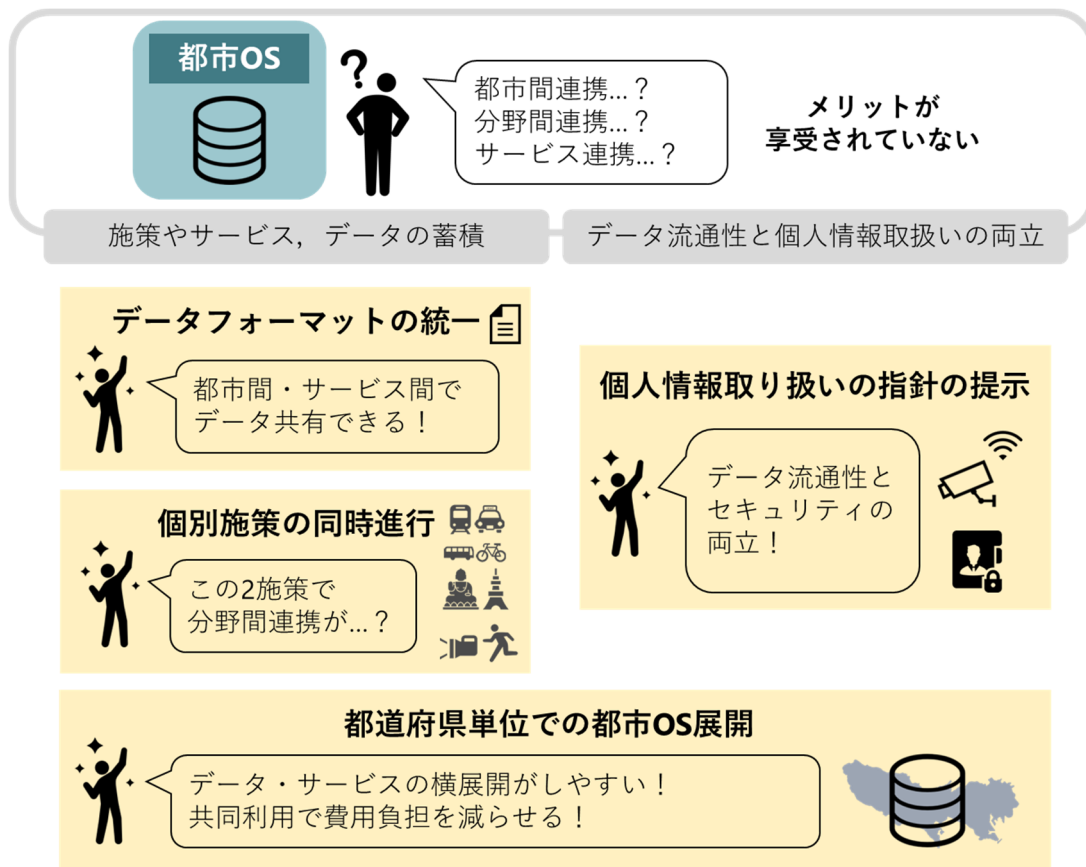 都市OS
?
都市間連携…？
分野間連携…？
サービス連携…？
メリットが
享受されていない
施策やサービス，データの蓄積
データ流通性と個人情報取扱いの両立
データフォーマットの統一
都市間・サービス間で
データ共有できる！
個別施策の同時進行
この2施策で
分野間連携が…？
個人情報取り扱いの指針の提示
データ流通性と
セキュリティの
両立！
都道府県単位での都市OS展開
データ・サービスの横展開がしやすい！
共同利用で費用負担を減らせる！